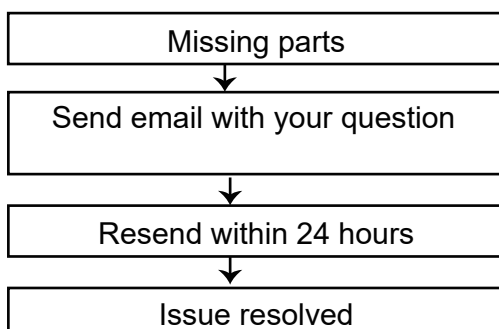 Missing parts
Send email with your question
Resend within 24 hours
Issue resolved